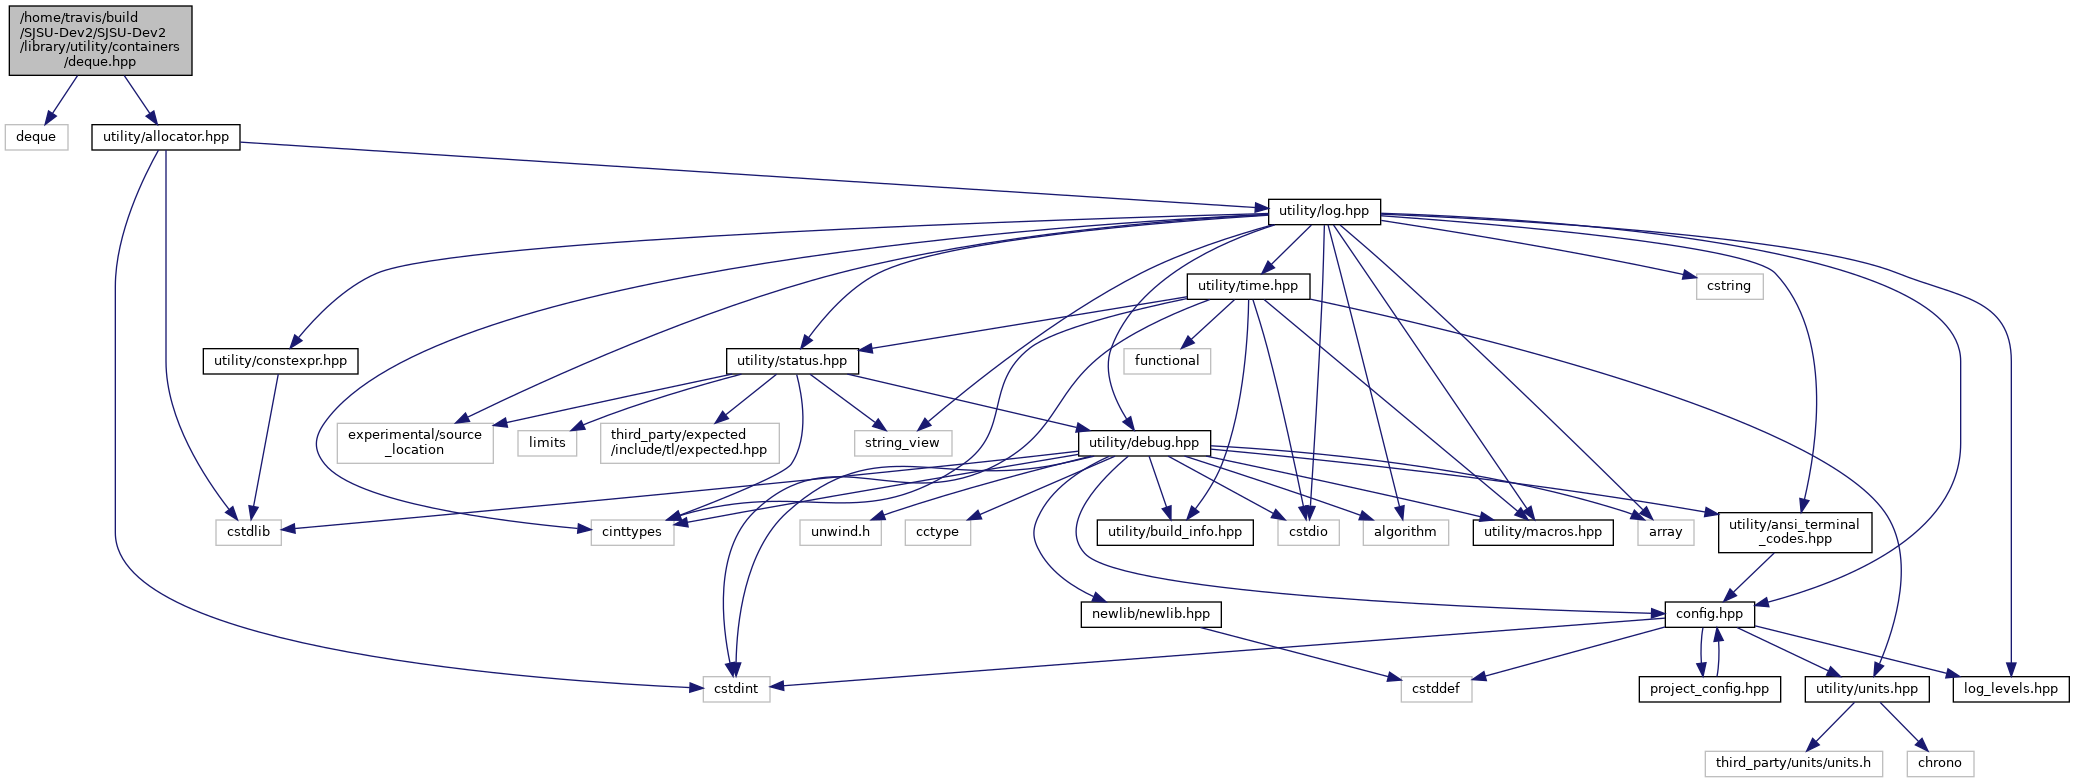 /home/travis/build
/SJSU-Dev2/SJSU-Dev2
/library/utility/containers
/deque.hpp
deque
utility/allocator.hpp
utility/log.hpp
utility/time.hpp
cstring
utility/constexpr.hpp
utility/status.hpp
functional
experimental/source
_location
limits
third_party/expected
/include/tl/expected.hpp
string_view
utility/debug.hpp
cstdlib
cinttypes
unwind.h
cctype
utility/build_info.hpp
cstdio
algorithm
utility/macros.hpp
array
utility/ansi_terminal
_codes.hpp
newlib/newlib.hpp
config.hpp
cstdint
cstddef
project_config.hpp
utility/units.hpp
log_levels.hpp
third_party/units/units.h
chrono